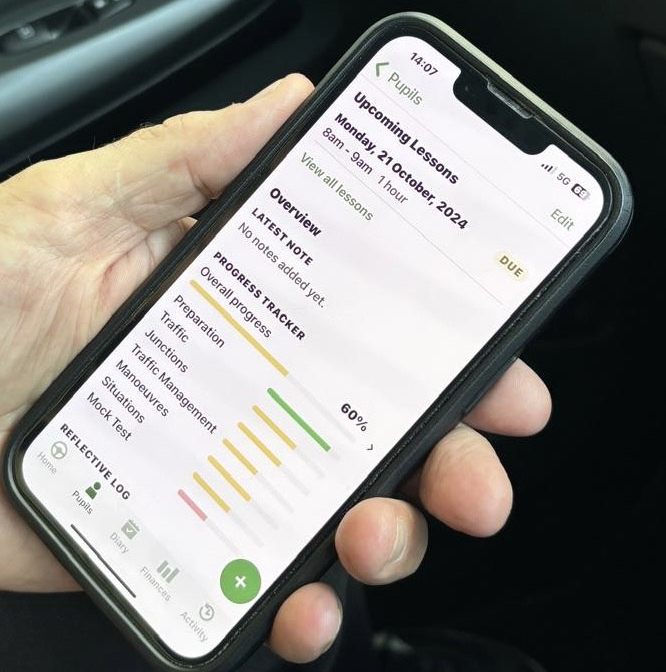 14:07
5G 69
Pupils
Edit
Upcoming Lessons
Monday, 21 October, 2024
8am - 9am 1 hour
DUE
View all lessons
Overview
LATEST NOTE
No notes added yet.
PROGRESS TRACKER
Overall progress
60%
Preparation
Traffic
Junctions
Traffic Management
Manoeuvres
Situations
Mock Test
REFLECTIVE LOG
Home
Pupils
Diary
Finances
Activity